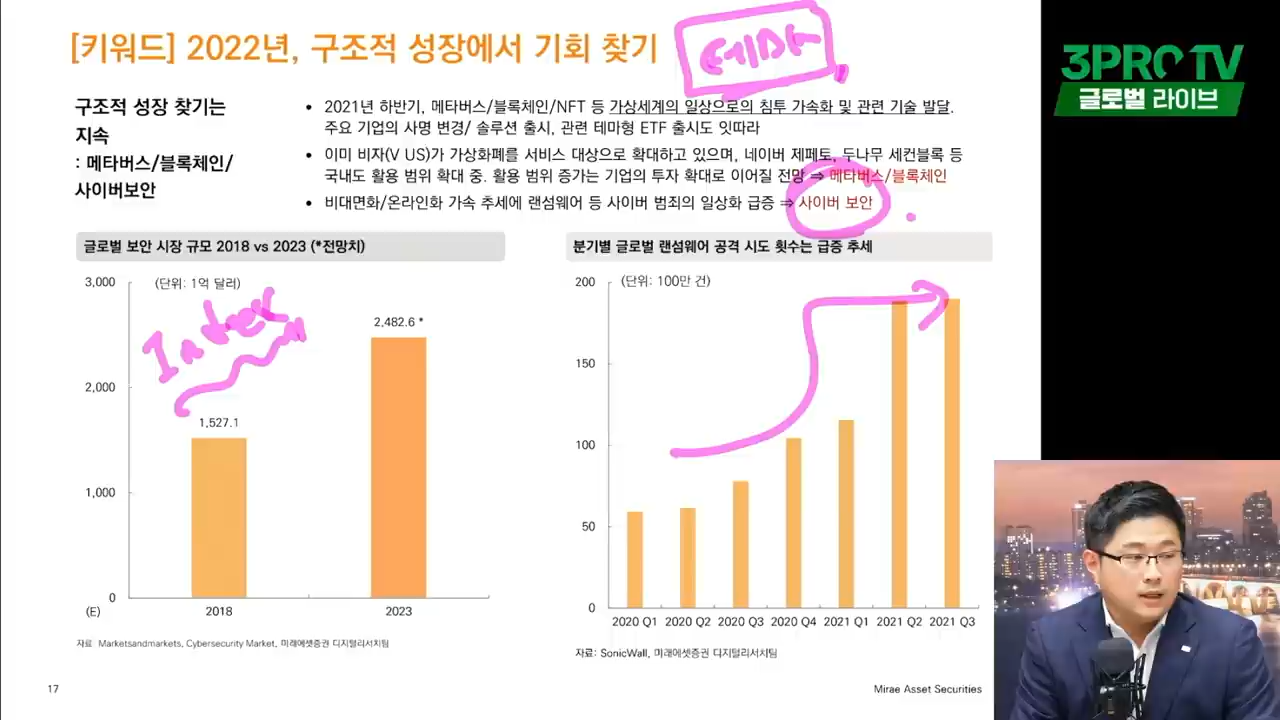 [키워드] 2022년, 구조적 성장에서 기회 찾기
3PRO TV
글로벌 라이브
구조적 성장 찾기는
지속
: 메타버스/블록체인/
사이버보안
• 2021년 하반기, 메타버스/블록체인/NFT 등 가상세계의 일상으로의 침투 가속화 및 관련 기술 발달.
주요 기업의 사명 변경/ 솔루션 출시, 관련 테마형 ETF 출시도 잇따라
• 이미 비자(V US)가 가상화폐를 서비스 대상으로 확대하고 있으며, 네이버 제페토, 두나무 세컨블록 등
국내도 활용 범위 확대 중. 활용 범위 증가는 기업의 투자 확대로 이어질 전망 ⇒ 메타버스/블록체인
• 비대면화/온라인화 가속 추세에 랜섬웨어 등 사이버 범죄의 일상화 급증 ⇒ 사이버 보안
글로벌 보안 시장 규모 2018 vs 2023 (*전망치)
(단위: 1억 달러)
3,000
2,000
1,000
0
2,482.6 *
1,527.1
(E)
2018
2023
자료: Marketsandmarkets, Cybersecurity Market, 미래에셋증권 디지털리서치팀
분기별 글로벌 랜섬웨어 공격 시도 횟수는 급증 추세
(단위: 100만 건)
200
150
100
50
0
2020 Q1 2020 Q2 2020 Q3 2020 Q4 2021 Q1 2021 Q2 2021 Q3
자료: SonicWall, 미래에셋증권 디지털리서치팀
17
Mirae Asset Securities